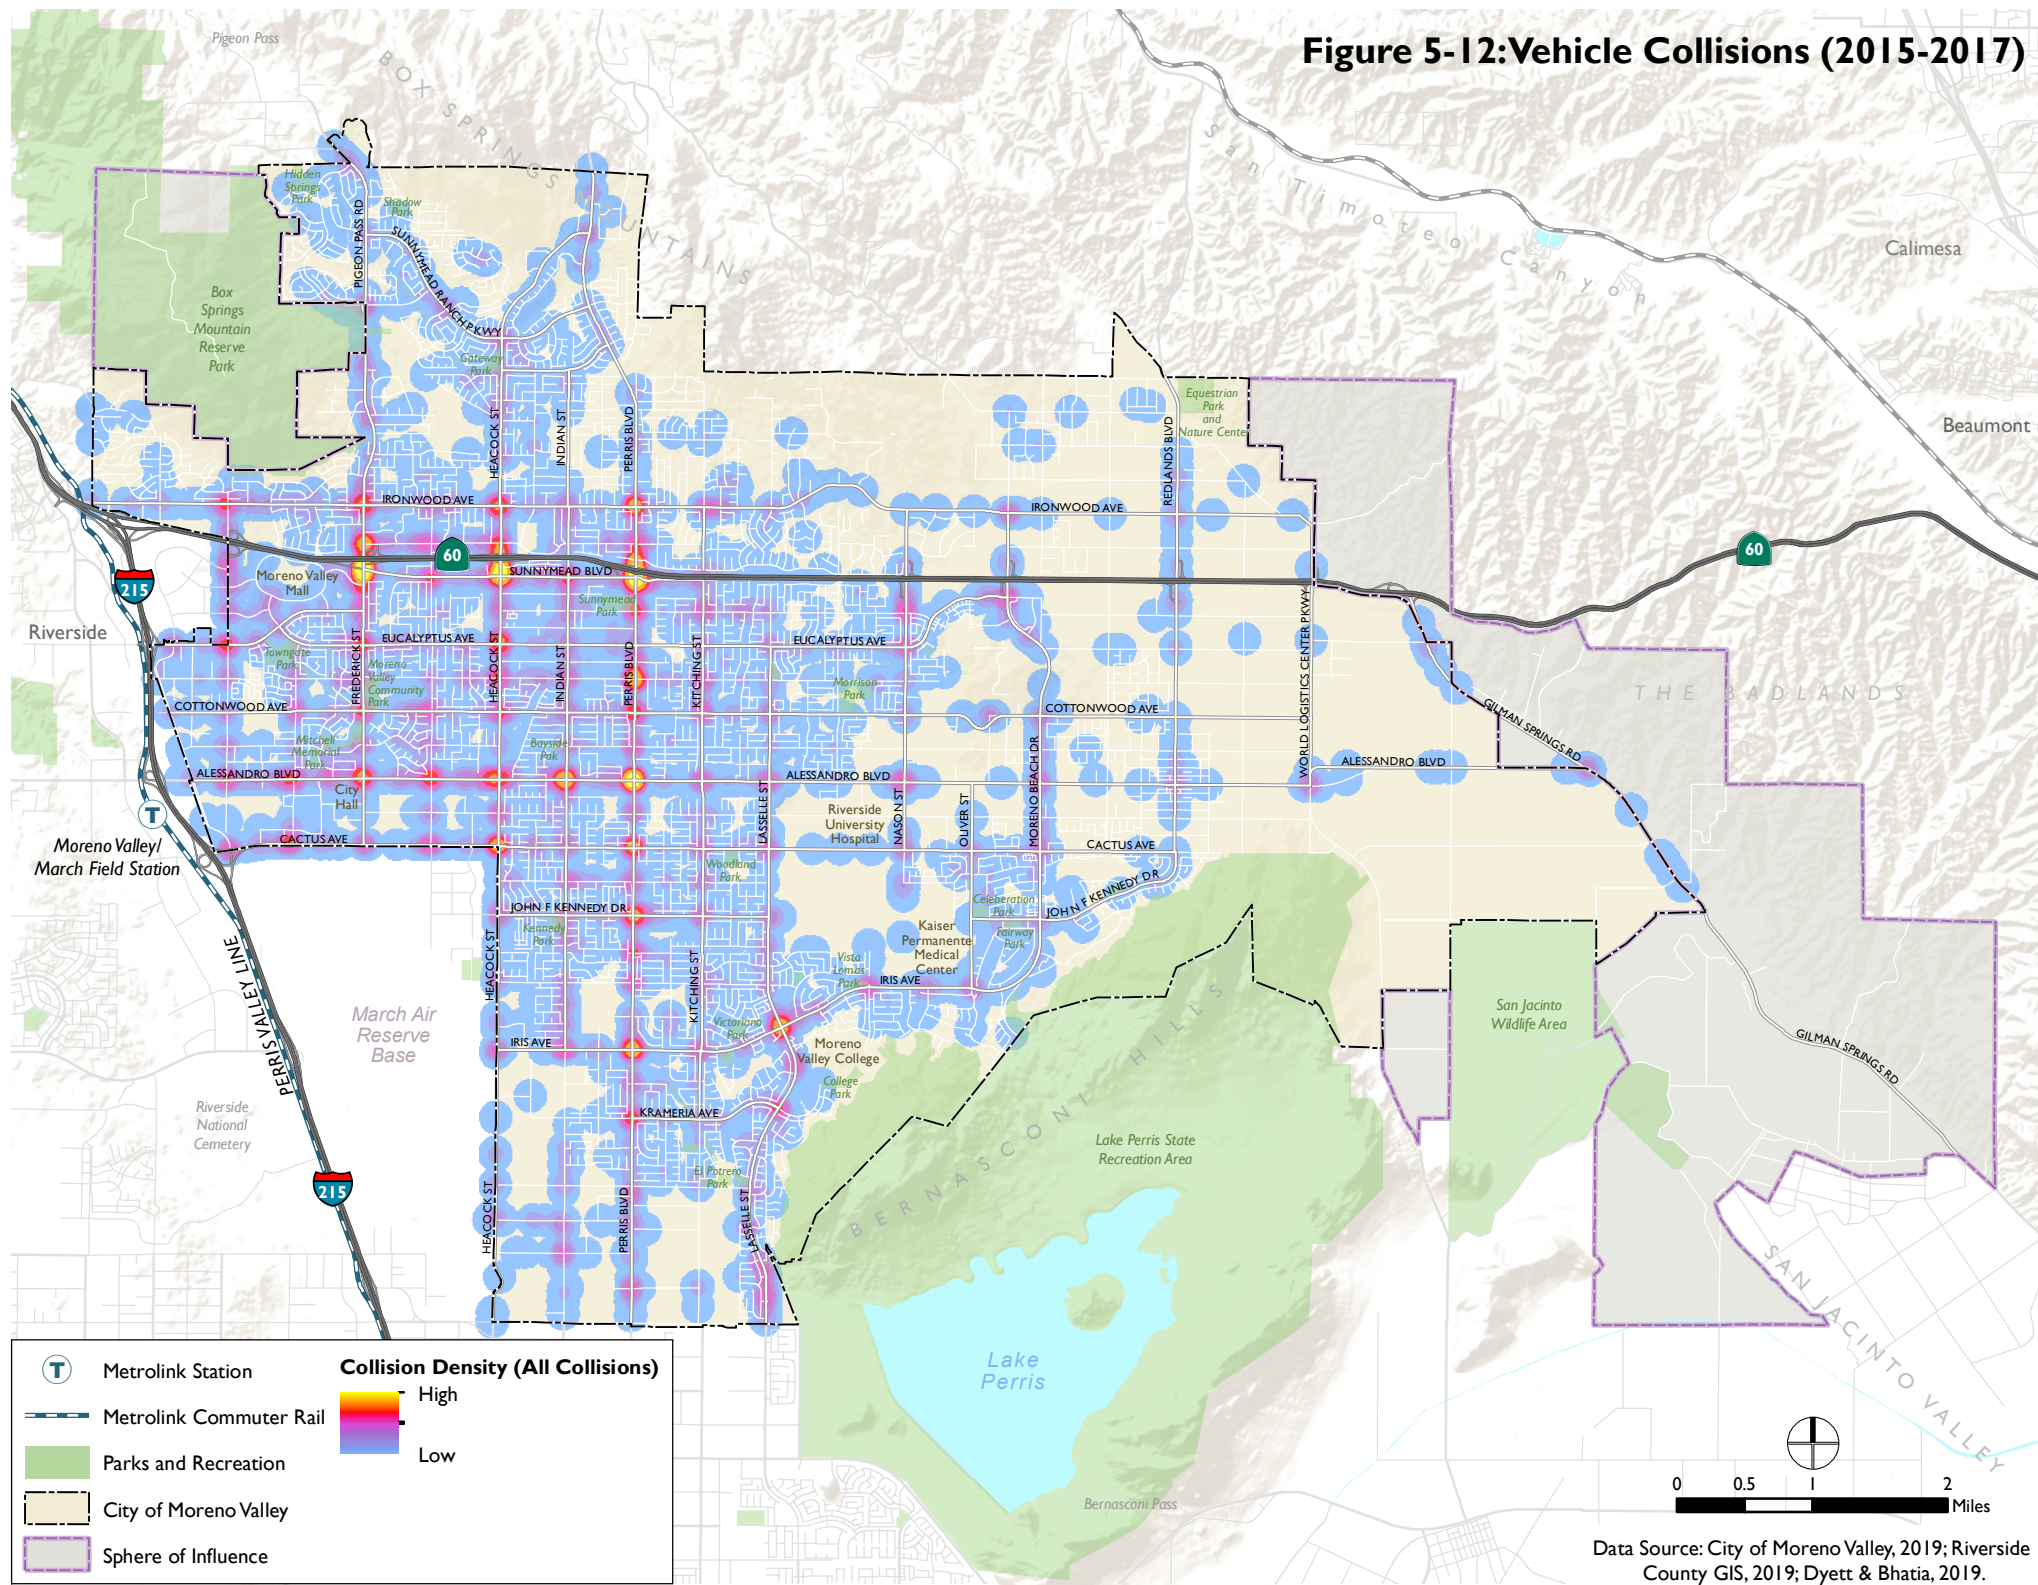 Figure 5-12: Vehicle Collisions (2015-2017)
Pigeon Pass
BOX SPRINGS MOUNTAINS
San Timoteo Canyon
Calimesa
Beaumont
Hidden
Springs
Park
Shadow
Park
PIGEON PASS RD
SUNNYMEAD RANCH PKWY
Box
Springs
Mountain
Reserve
Park
Gateway
Park
Equestrian
Park
and
Nature Center
HEACOCK ST
INDIAN ST
PERRIS BLVD
REDLANDS BLVD
IRONWOOD AVE
IRONWOOD AVE
60
60
SUNNYMEAD BLVD
Moreno Valley
Mall
215
Sunnymead
Park
Riverside
EUCALYPTUS AVE
EUCALYPTUS AVE
Towngate
Park
FREDERICK ST
Moreno
Valley
Community
Park
HEACOCK ST
INDIAN ST
PERRIS BLVD
KITCHING ST
Morrison
Park
WORLD LOGISTICS CENTER PKWY
THE BADLANDS
COTTONWOOD AVE
COTTONWOOD AVE
GILMAN SPRINGS RD
Mitchell
Memorial
Park
Bayside
Pak
MORENO BEACH DR
ALESSANDRO BLVD
ALESSANDRO BLVD
ALESSANDRO BLVD
City
Hall
LASSELLE ST
Riverside
University
Hospital
NASON ST
OLIVER ST
T
Moreno Valley/
March Field Station
CACTUS AVE
CACTUS AVE
Woodland
Park
JOHN F KENNEDY DR
JOHN F KENNEDY DR
Celeberation
Park
Kennedy
Park
Kaiser
Permanente
Medical
Center
Fairway
Park
PERRIS VALLEY LINE
HEACOCK ST
KITCHING ST
Vista
Lomas
Park
IRIS AVE
March Air
Reserve
Base
Victoriano
Park
IRIS AVE
Moreno
Valley College
College
Park
San Jacinto
Wildlife Area
GILMAN SPRINGS RD
Riverside
National
Cemetery
KRAMERIA AVE
BERNASCONI HILLS
Lake Perris State
Recreation Area
El Potrero
Park
215
HEACOCK ST
PERRIS BLVD
LASSELLE ST
SAN JACINTO VALLEY
Lake
Perris
Bernasconi Pass
T
Metrolink Station
Metrolink Commuter Rail
Parks and Recreation
City of Moreno Valley
Sphere of Influence
Collision Density (All Collisions)
High
Low
0 0.5 1 2
Miles
Data Source: City of Moreno Valley, 2019; Riverside
County GIS, 2019; Dyett & Bhatia, 2019.